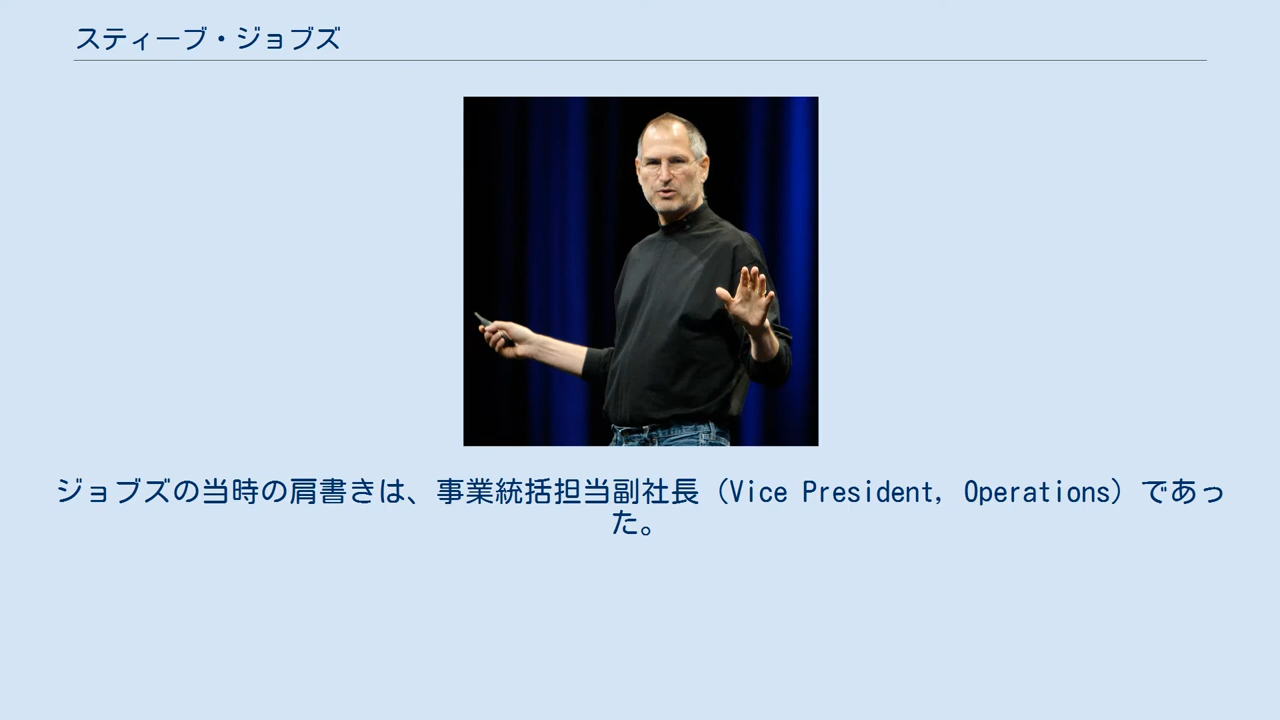 スティーブ・ジョブズ
ジョブズの当時の肩書きは、事業統括担当副社長（Vice President, Operations）であっ
た。